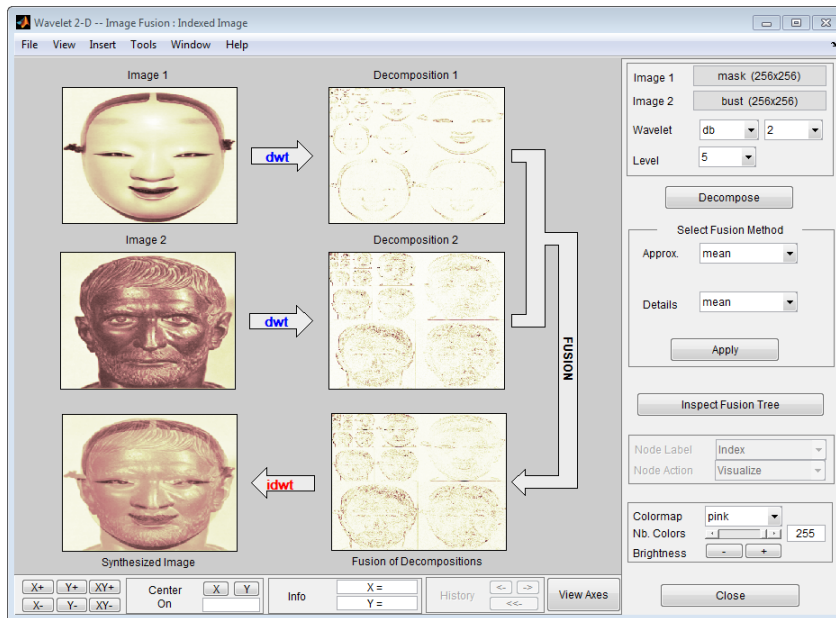 Wavelet 2-D -- Image Fusion : Indexed Image
File View Insert Tools Window Help
Image 1
Decomposition 1
dwt
Image 2
Decomposition 2
dwt
FUSION
idwt
Synthesized Image
Fusion of Decompositions
Image 1 mask (256x256)
Image 2 bust (256x256)
Wavelet db 2
Level 5
Decompose
Select Fusion Method
Approx. mean
Details mean
Apply
Inspect Fusion Tree
Node Label Index
Node Action Visualize
Colormap pink
Nb. Colors 255
Brightness - +
Close
X+ Y+ XY+
X- Y- XY-
Center
On
X Y
Info
X =
Y =
History
<- ->
<<-
View Axes